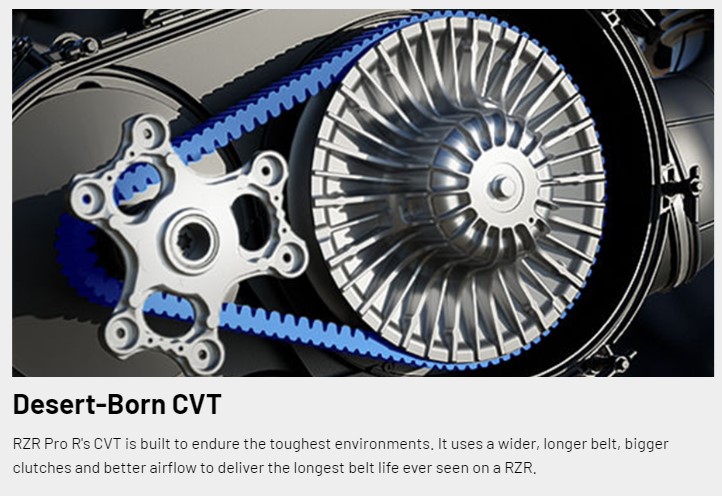 Desert-Born CVT
RZR Pro R's CVT is built to endure the toughest environments. It uses a wider, longer belt, bigger
clutches and better airflow to deliver the longest belt life ever seen on a RZR.